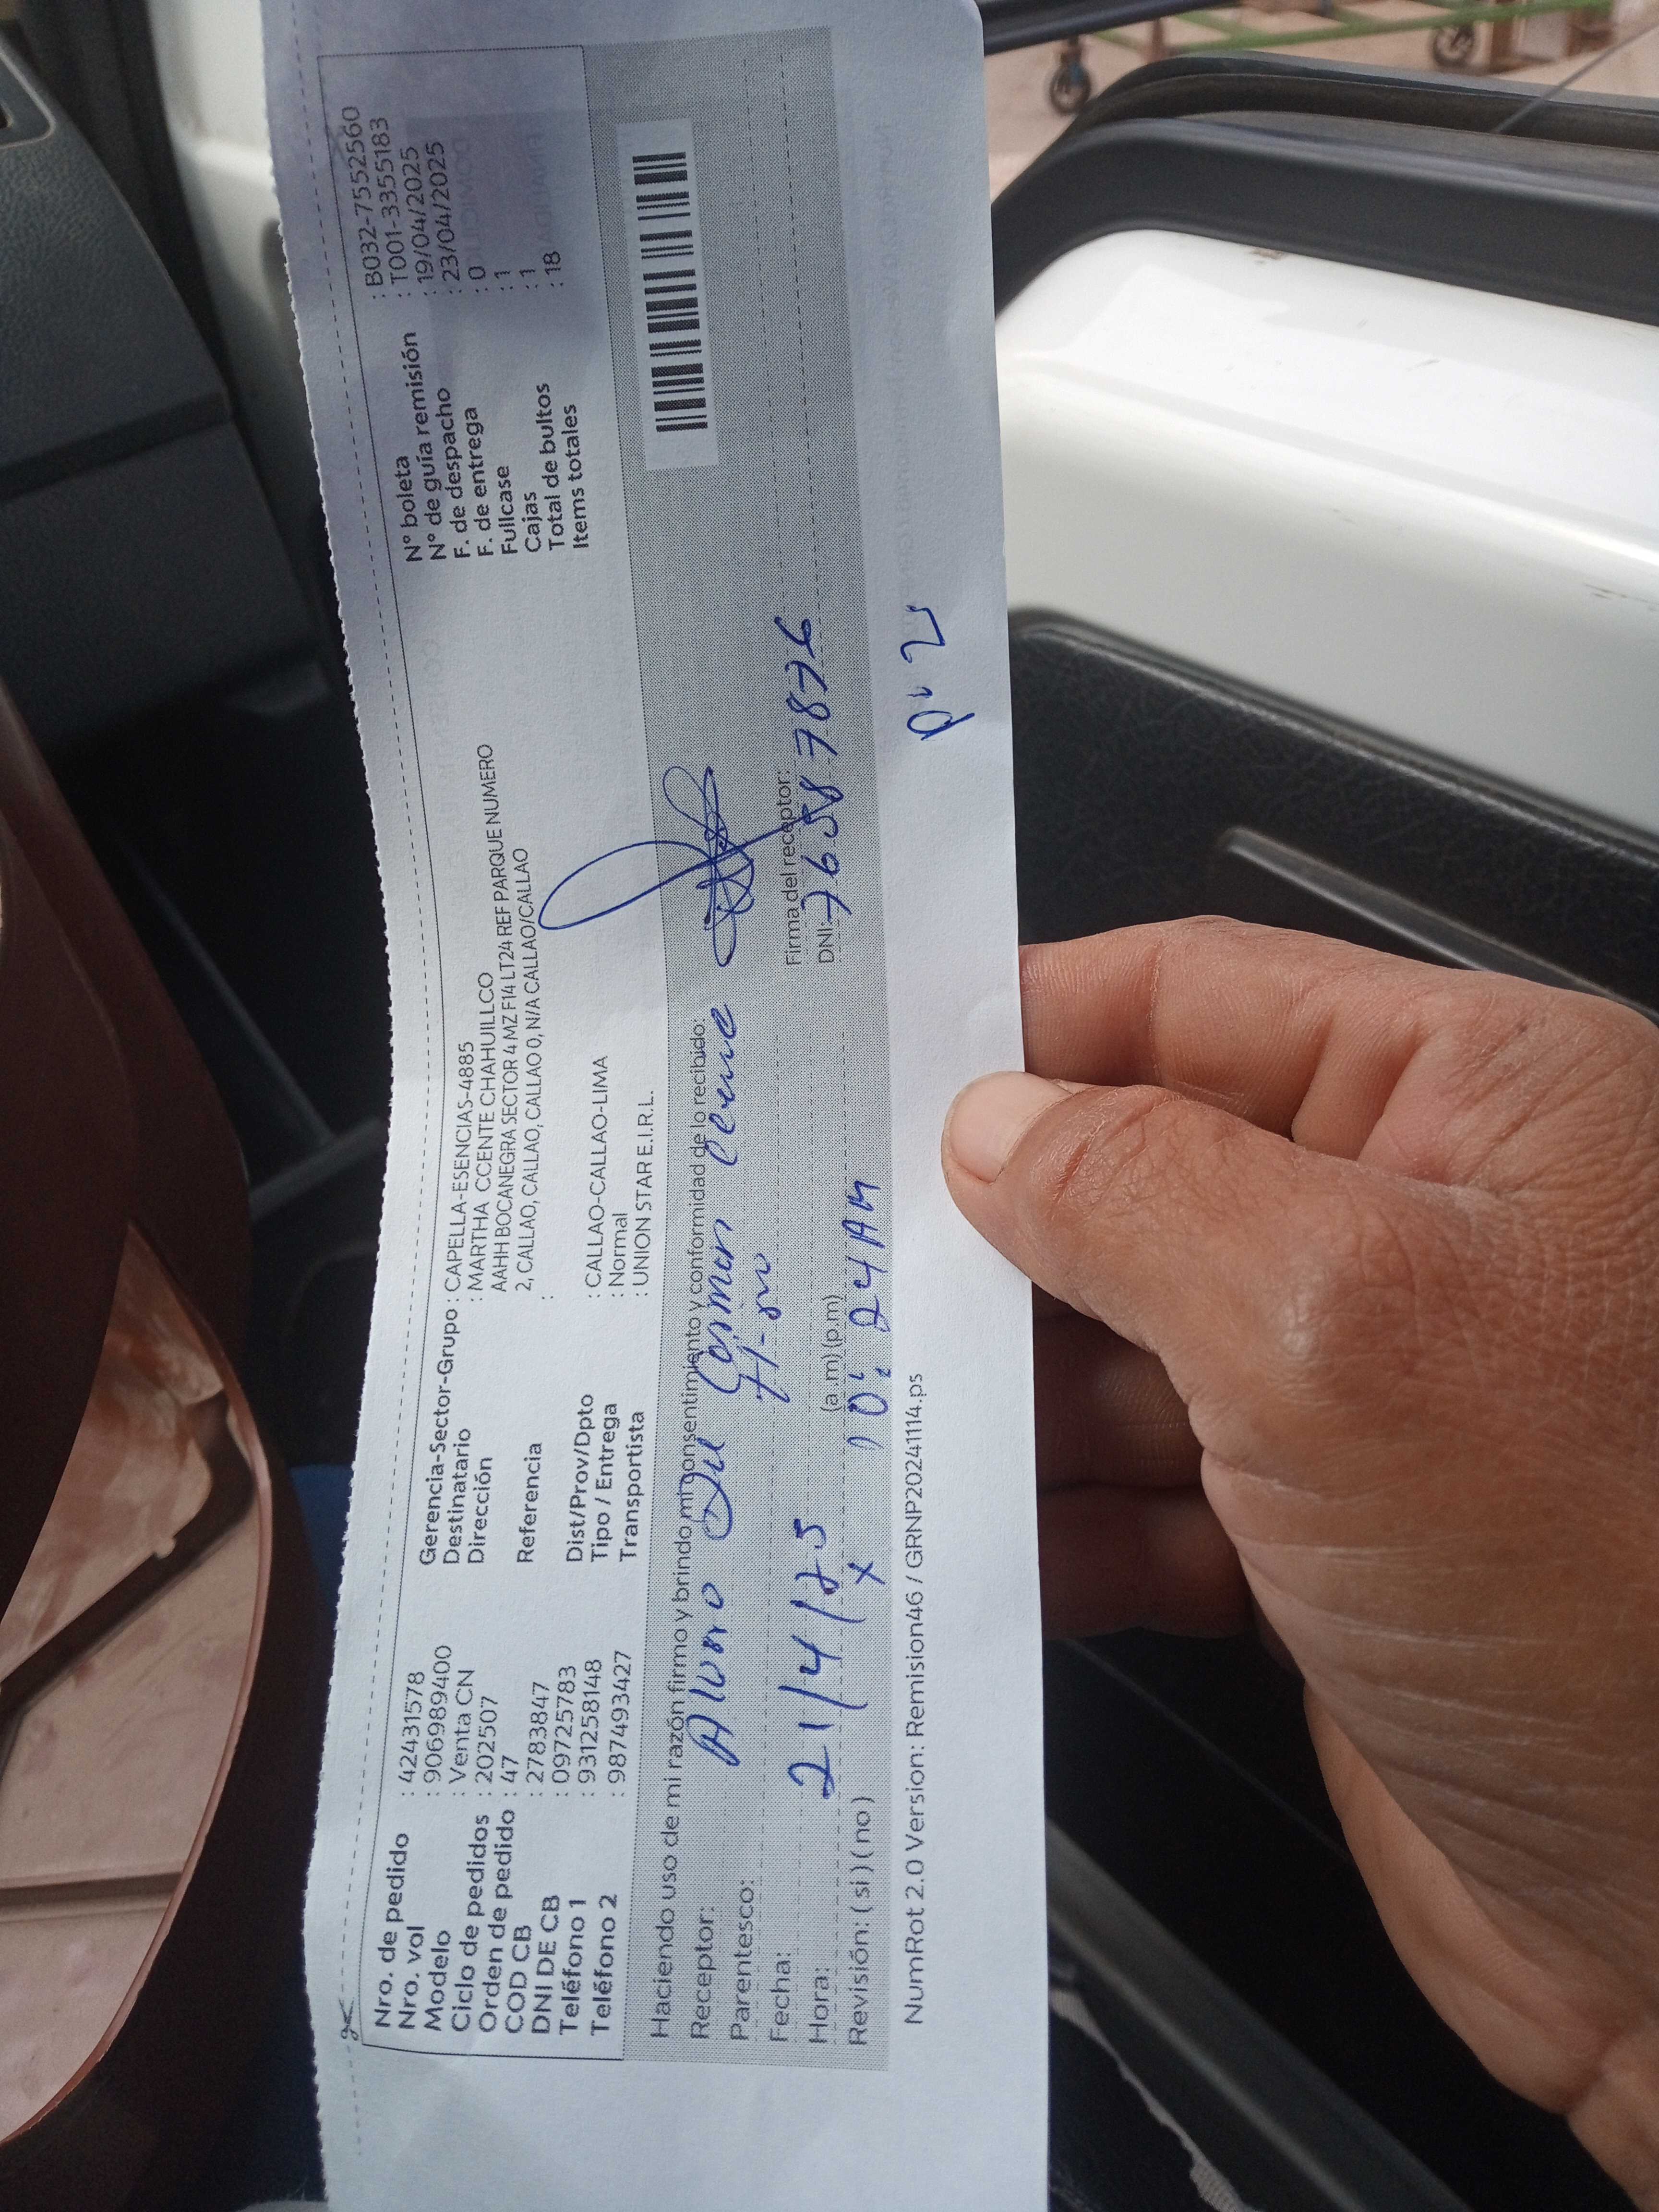 Nro. de pedido : 42431578
Nro. vol : 906989400
Modelo : Venta CN
Ciclo de pedidos : 202507
Orden de pedido : 47
COD CB : 2783847
DNI DE CB : 09725783
Teléfono 1 : 931258148
Teléfono 2 : 987493427
Gerencia-Sector-Grupo : CAPELLA-ESENCIAS-4885
Destinatario : MARTHA CCENTE CHAHUILLCO
Dirección AAHH BOCANEGRA SECTOR 4 MZ F14 LT24 REF PARQUE NUMERO
2, CALLAO, CALLAO, CALLAO 0, N/A CALLAO/CALLAO
Referencia :
Dist/Prov/Dpto : CALLAO-CALLAO-LIMA
Tipo / Entrega : Normal
Transportista : UNION STAR E.I.R.L.
N° boleta : B032-7552560
N° de guía remisión : T001-3355183
F. de despacho : 19/04/2025
F. de entrega : 23/04/2025
Fullcase : 0
Cajas : 1
Total de bultos : 1
Items totales : 18
Haciendo uso de mi razón firmo y brindo mi consentimiento y conformidad de lo recibido:
Receptor:
Parentesco:
Fecha: 21/4/25
Hora: (a.m) (p.m) 10:24 AM
Revisión: ( si ) ( no ) x
Firma del receptor:
DNI: 76587876
NumRot 2.0 Version: Remision46 / GRNP20241114.ps